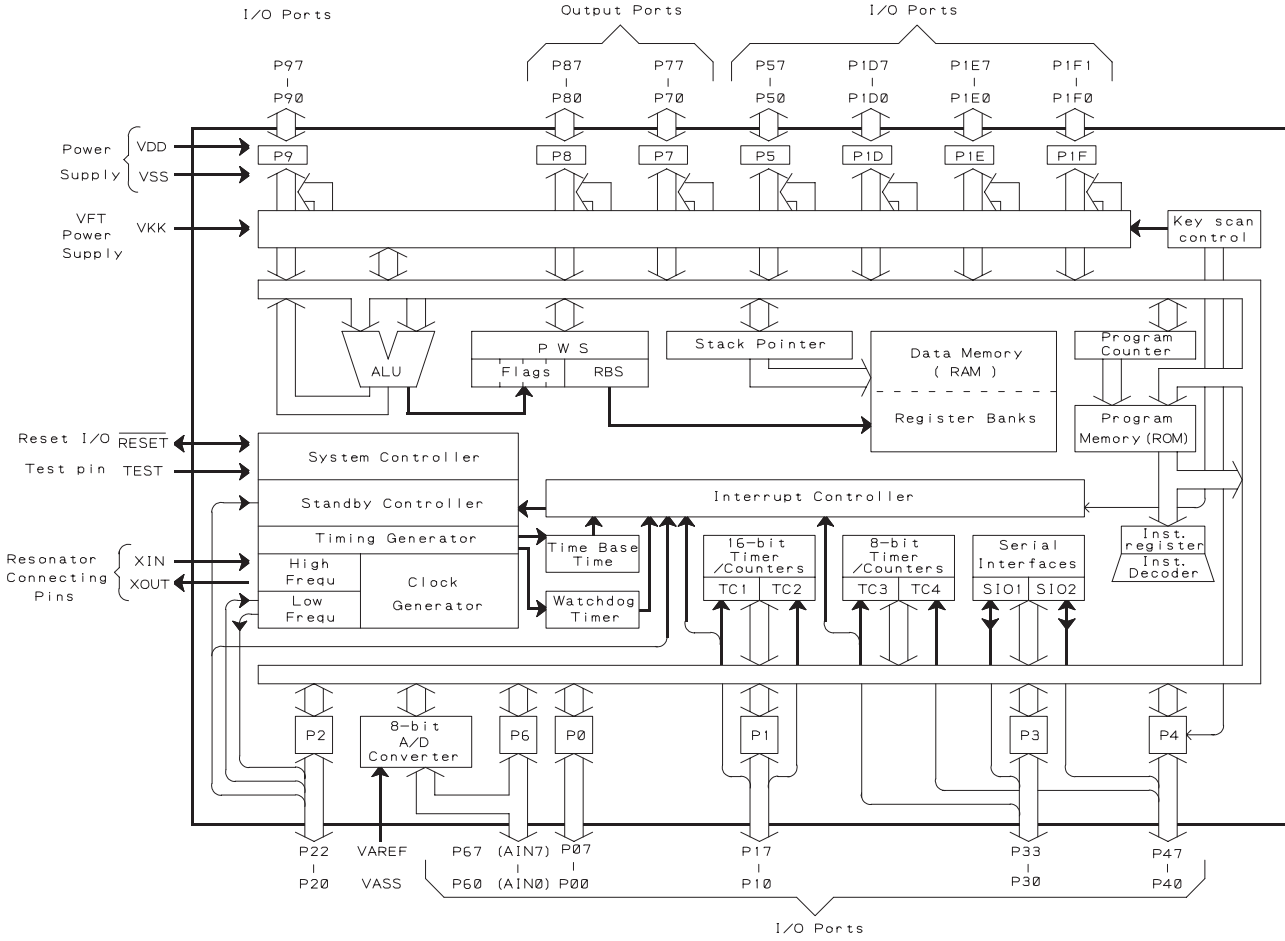 I/O Ports
Output Ports
I/O Ports
P97
P87
P77
P57
P1D7
P1E7
P1F1
P90
P80
P70
P50
P1D0
P1E0
P1F0
Power
Supply
VDD
VSS
P9
P8
P7
P5
P1D
P1E
P1F
VFT
Power
Supply
VKK
Key scan
control
ALU
P W S
Flags
RBS
Stack Pointer
Data Memory
( RAM )
Register Banks
Program
Counter
Program
Memory (ROM)
Reset I/O RESET
Test pin TEST
System Controller
Standby Controller
Timing Generator
High
Frequ
Low
Frequ
Clock
Generator
Interrupt Controller
Time Base
Time
Watchdog
Timer
16-bit
Timer
/Counters
TC1
TC2
8-bit
Timer
/Counters
TC3
TC4
Serial
Interfaces
SIO1
SIO2
Inst.
register
Inst.
Decoder
Resonator
Connecting
Pins
XIN
XOUT
P2
8-bit
A/D
Converter
P6
P0
P1
P3
P4
P22
VAREF
P67
(AIN7)
P07
P17
P33
P47
P20
VASS
P60
(AIN0)
P00
P10
P30
P40
I/O Ports